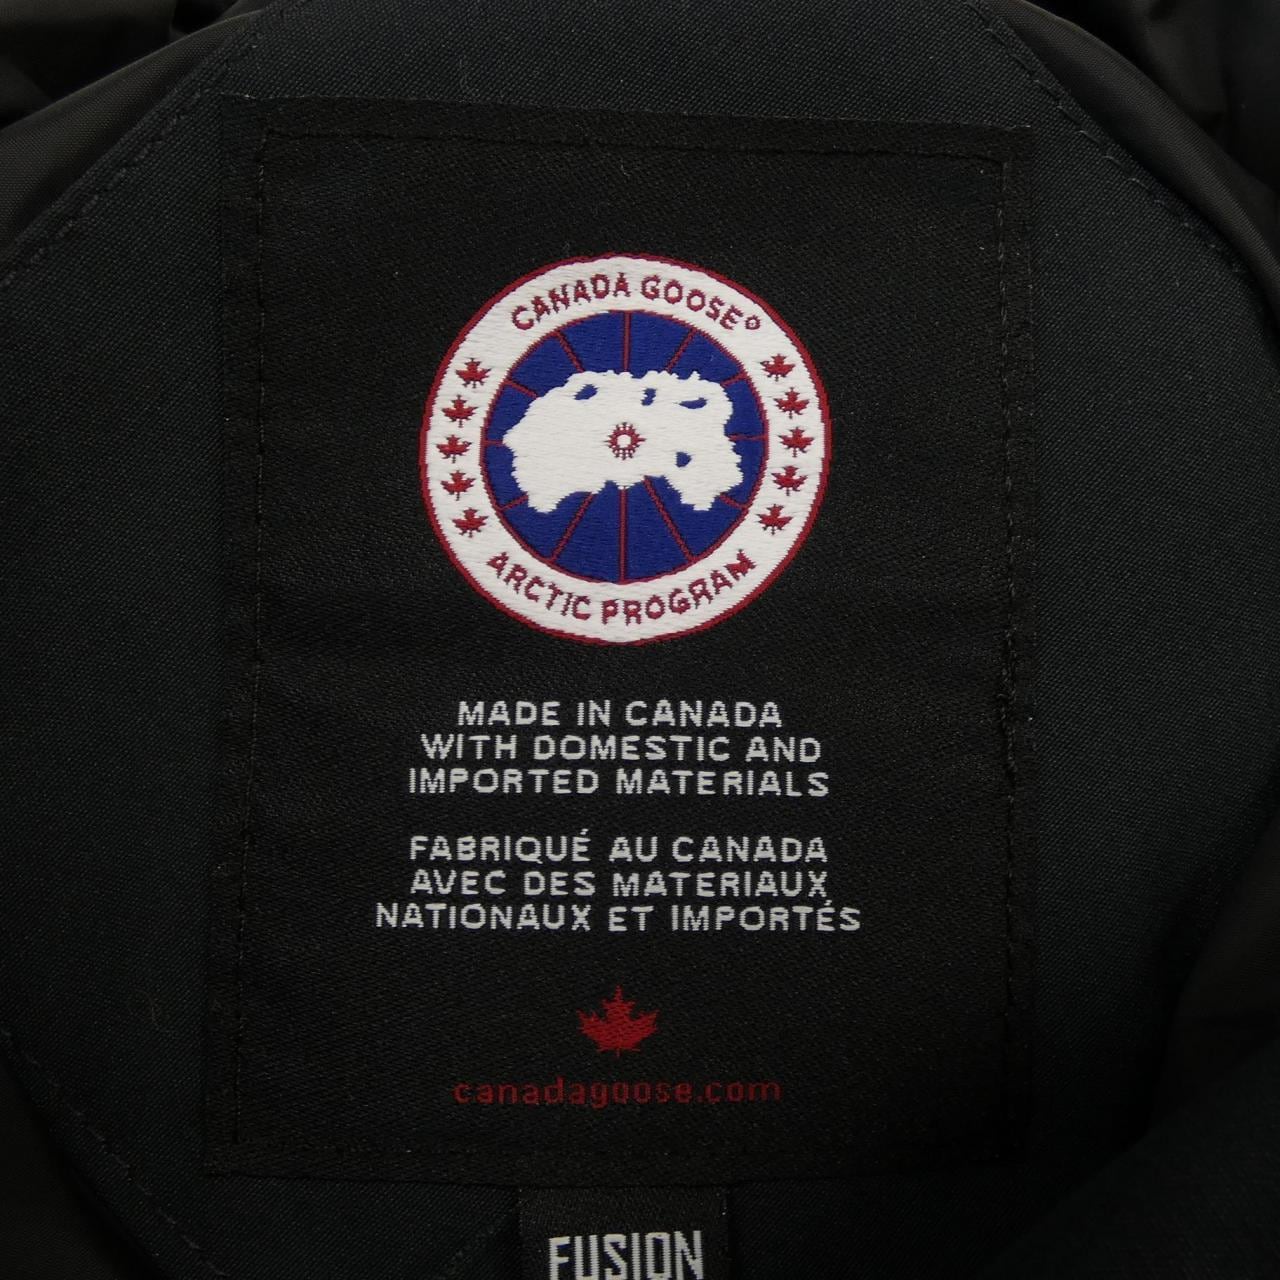 CANADA GOOSE®
ARCTIC PROGRAM
MADE IN CANADA
WITH DOMESTIC AND
IMPORTED MATERIALS
FABRIQUÉ AU CANADA
AVEC DES MATERIAUX
NATIONAUX ET IMPORTÉS
canadagoose.com
FUSION